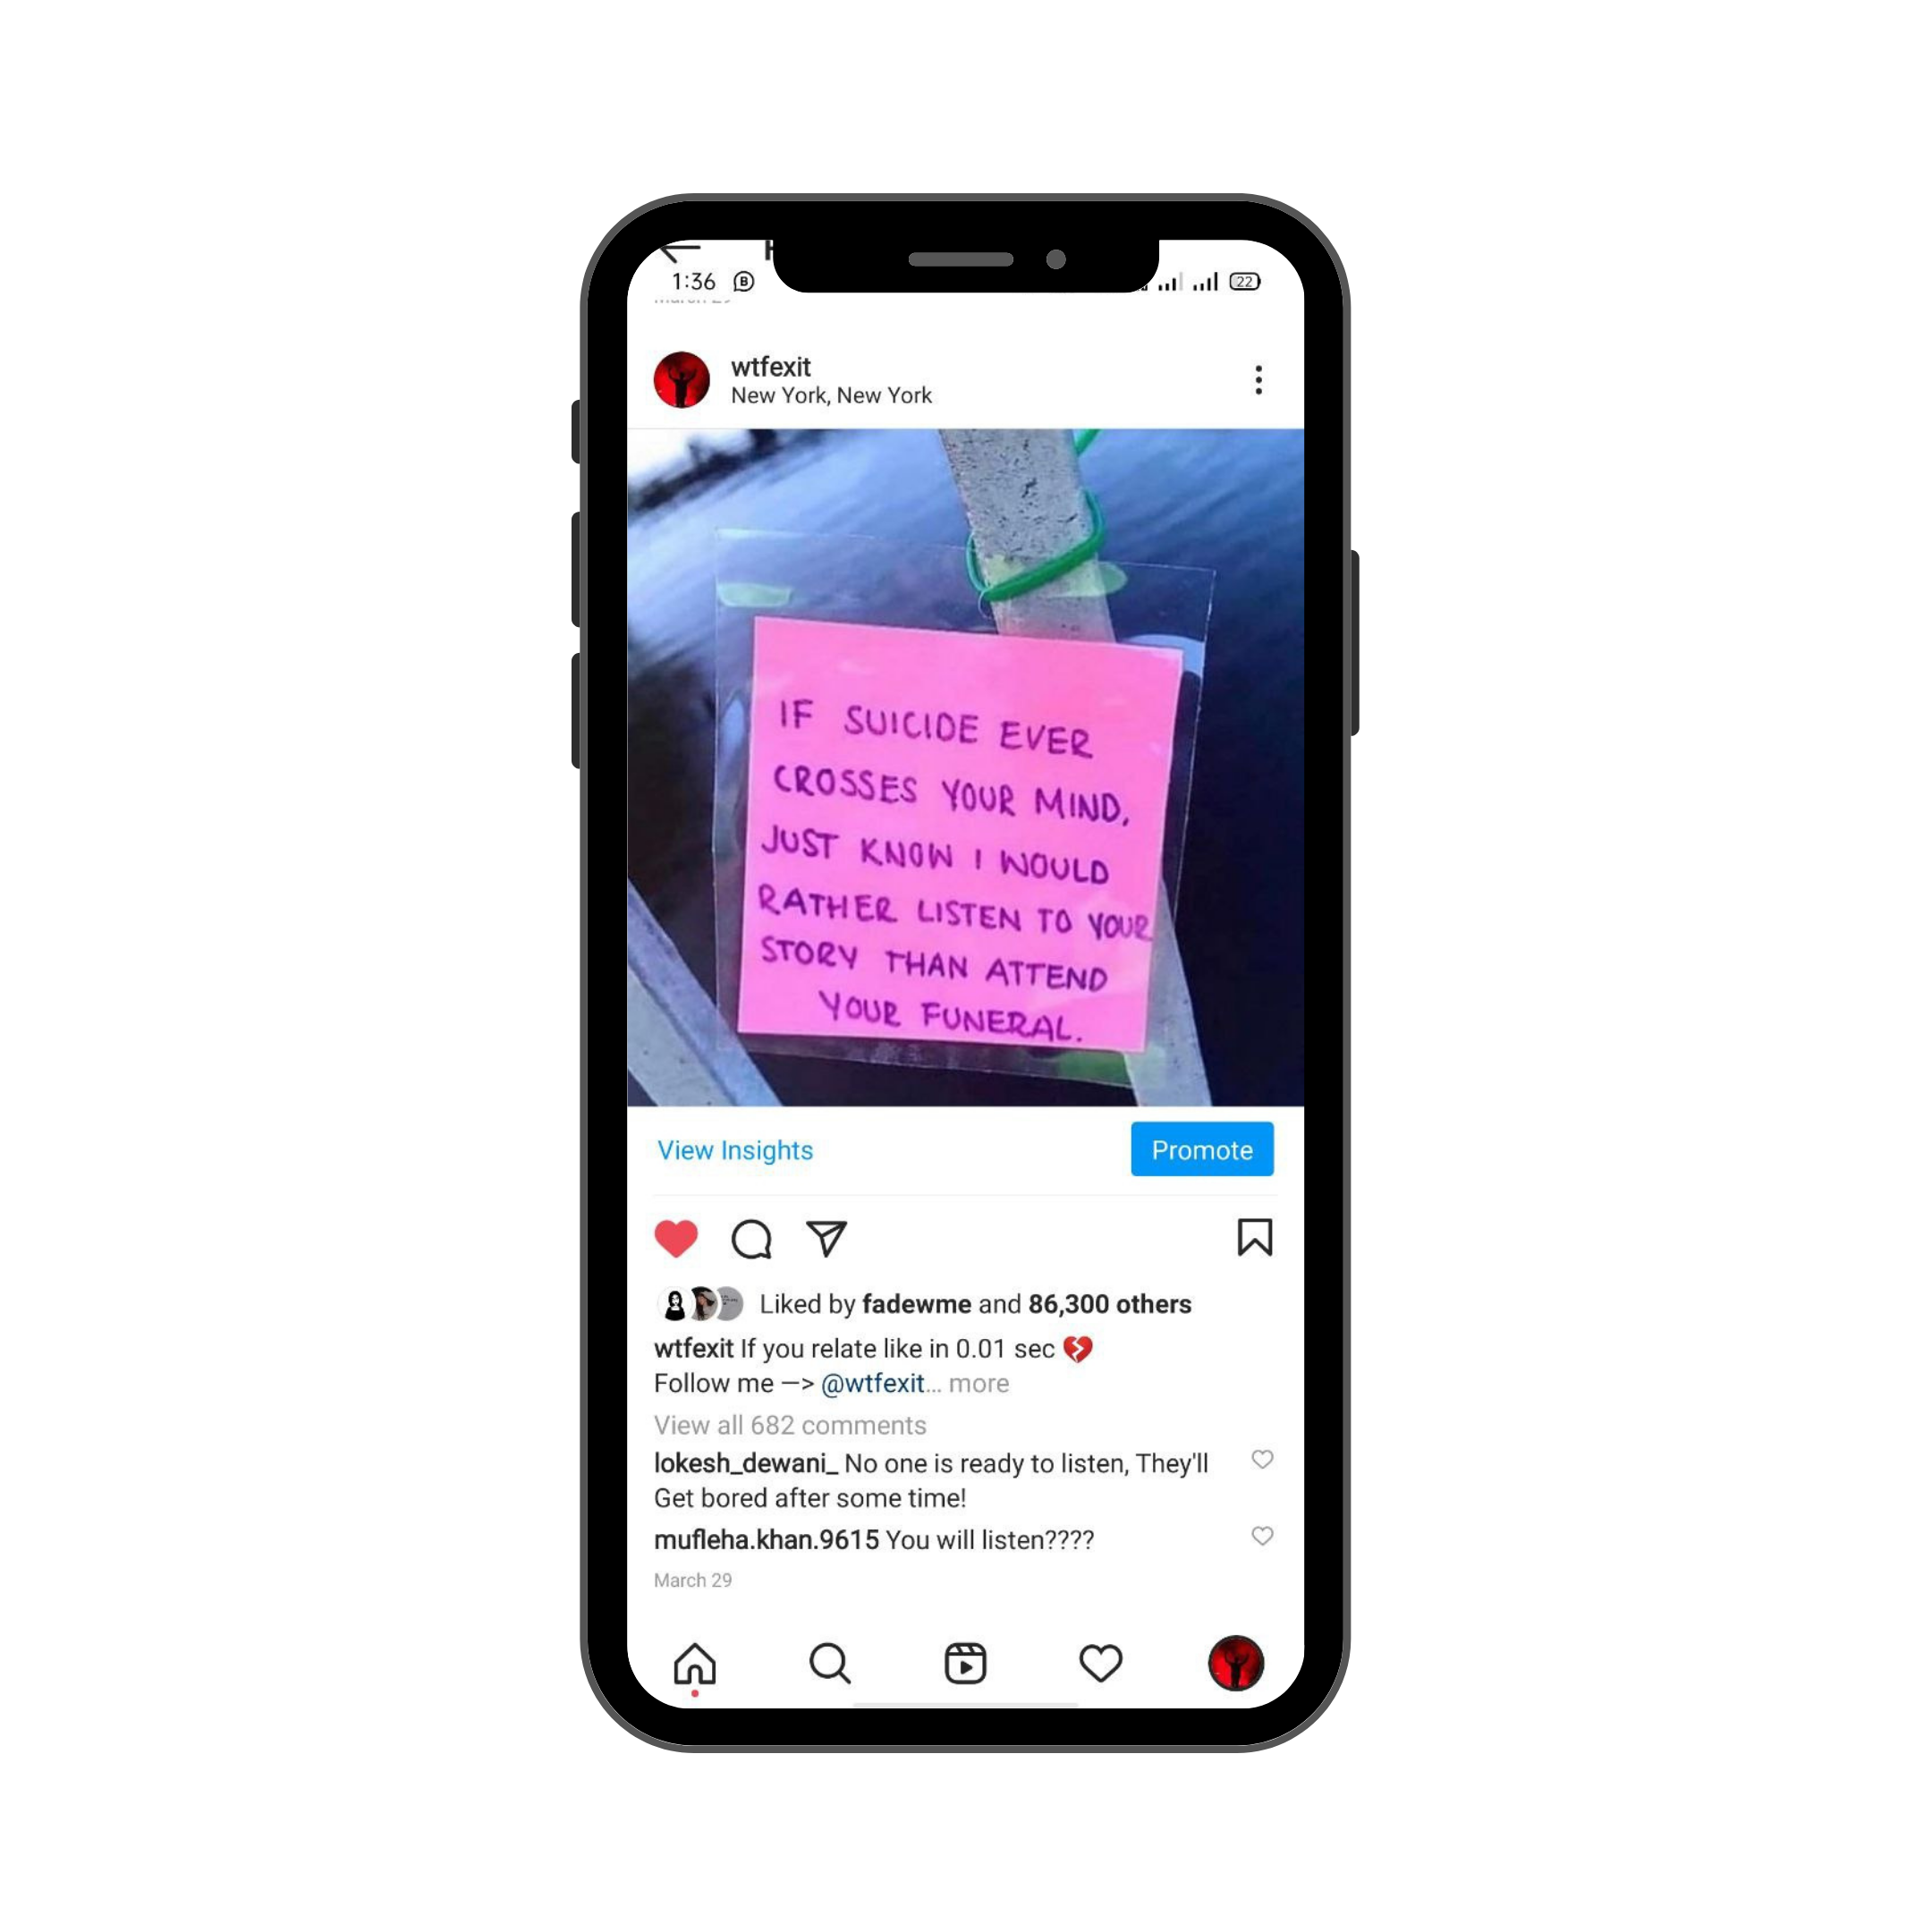 1:36
22
wtfexit
New York, New York
IF SUICIDE EVER
CROSSES YOUR MIND,
JUST KNOW I WOULD
RATHER LISTEN TO YOUR
STORY THAN ATTEND
YOUR FUNERAL.
View Insights
Promote
Liked by fadewme and 86,300 others
wtfexit If you relate like in 0.01 sec 💔
Follow me —> @wtfexit... more
View all 682 comments
lokesh_dewani_ No one is ready to listen, They'll
Get bored after some time!
mufleha.khan.9615 You will listen????
March 29